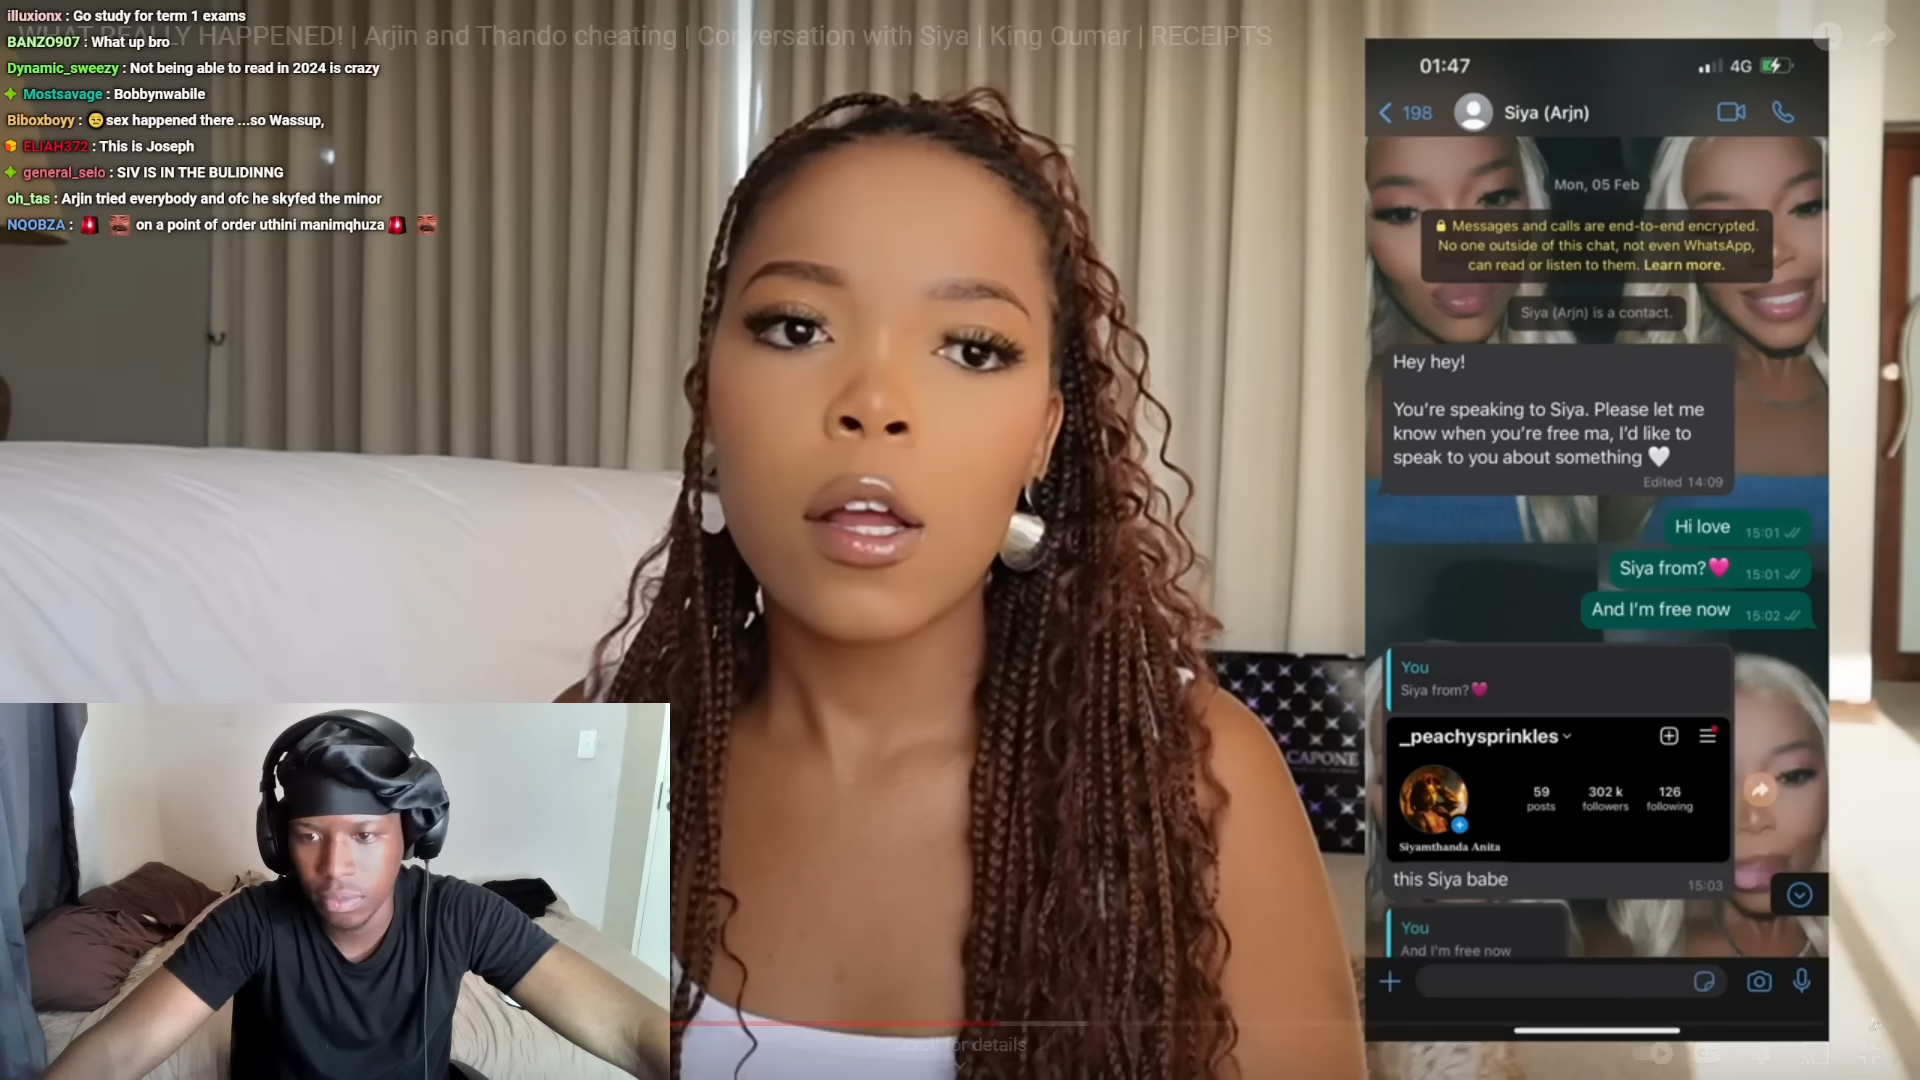 illuxionx : Go study for term 1 exams
WHAT REALLY HAPPENED! | Arjin and Thando cheating | Conversation with Siya | King Oumar | RECEIPTS
BANZO907 : What up bro
Dynamic_sweezy : Not being able to read in 2024 is crazy
Mostsavage : Bobbynwabile
Biboxboyy : 😑sex happened there ...so Wassup,
ELIAH372 : This is Joseph
general_selo : SIV IS IN THE BULIDINNG
oh_tas : Arjin tried everybody and ofc he skyfed the minor
NQOBZA : 🚨 on a point of order uthini manimqhuza 🚨
01:47
4G
198
Siya (Arjn)
Mon, 05 Feb
Messages and calls are end-to-end encrypted.
No one outside of this chat, not even WhatsApp,
can read or listen to them. Learn more.
Siya (Arjn) is a contact.
Hey hey!
You're speaking to Siya. Please let me
know when you're free ma, I'd like to
speak to you about something 🤍
Edited 14:09
Hi love 15:01
Siya from?💗 15:01
And I'm free now 15:02
You
Siya from?💗
_peachysprinkles
59 302 k 126
posts followers following
Siyamthanda Anita
this Siya babe 15:03
You
And I'm free now
CAPONE
Scroll for details